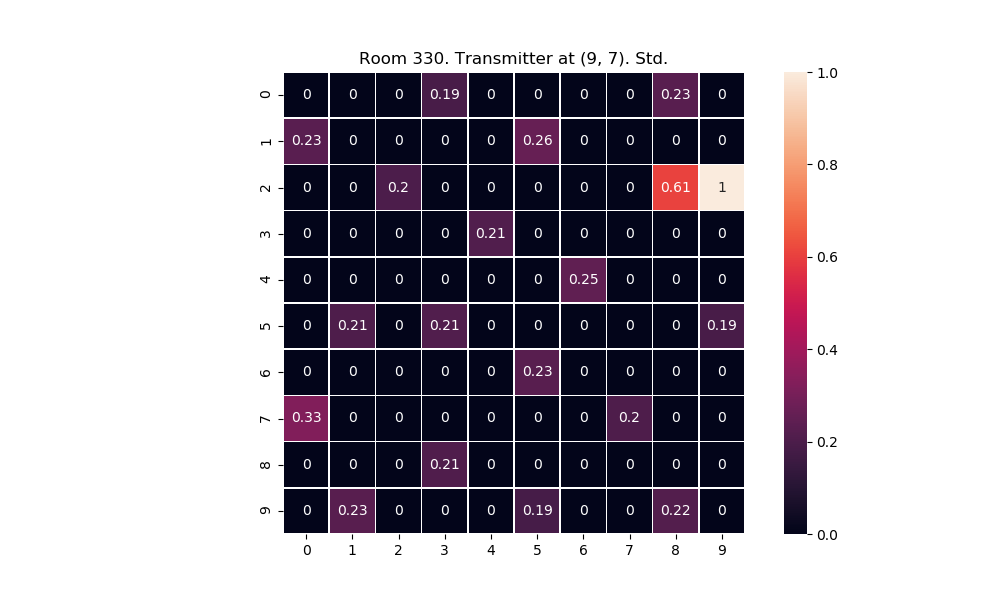 Room 330. Transmitter at (9, 7). Std.
0 0 0 0 0.19 0 0 0 0 0.23 0
1 0.23 0 0 0 0 0.26 0 0 0 0
2 0 0 0.2 0 0 0 0 0 0.61 1
3 0 0 0 0 0.21 0 0 0 0 0
4 0 0 0 0 0 0 0.25 0 0 0
5 0 0.21 0 0.21 0 0 0 0 0 0.19
6 0 0 0 0 0 0.23 0 0 0 0
7 0.33 0 0 0 0 0 0 0.2 0 0
8 0 0 0 0.21 0 0 0 0 0 0
9 0 0.23 0 0 0 0.19 0 0 0.22 0
0 1 2 3 4 5 6 7 8 9
1.0
0.8
0.6
0.4
0.2
0.0